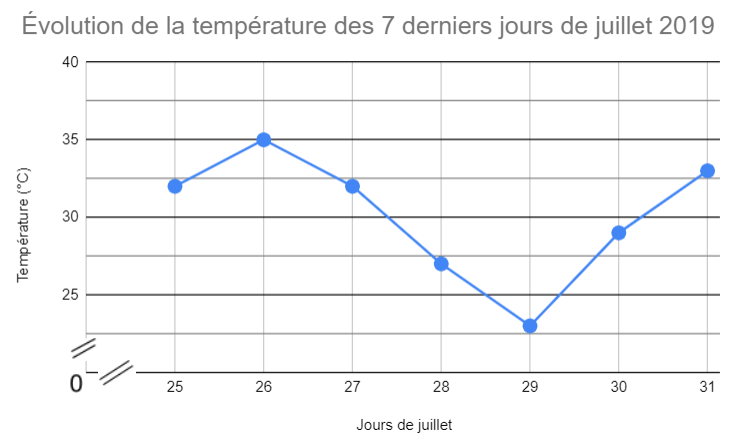 Évolution de la température des 7 derniers jours de juillet 2019
40
35
30
25
0
Température (°C)
25 26 27 28 29 30 31
Jours de juillet